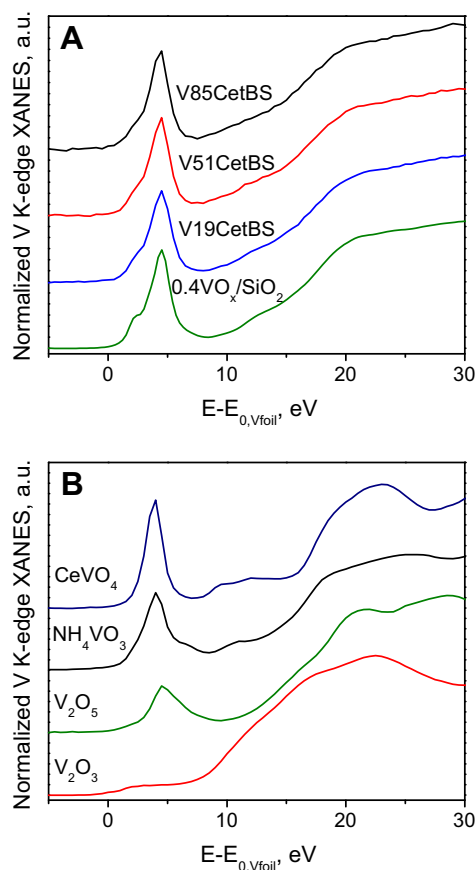 A
Normalized V K-edge XANES, a.u.
V85CetBS
V51CetBS
V19CetBS
0.4VOₓ/SiO₂
0 10 20 30
E-E₀,Vfoil, eV
B
Normalized V K-edge XANES, a.u.
CeVO₄
NH₄VO₃
V₂O₅
V₂O₃
0 10 20 30
E-E₀,Vfoil, eV